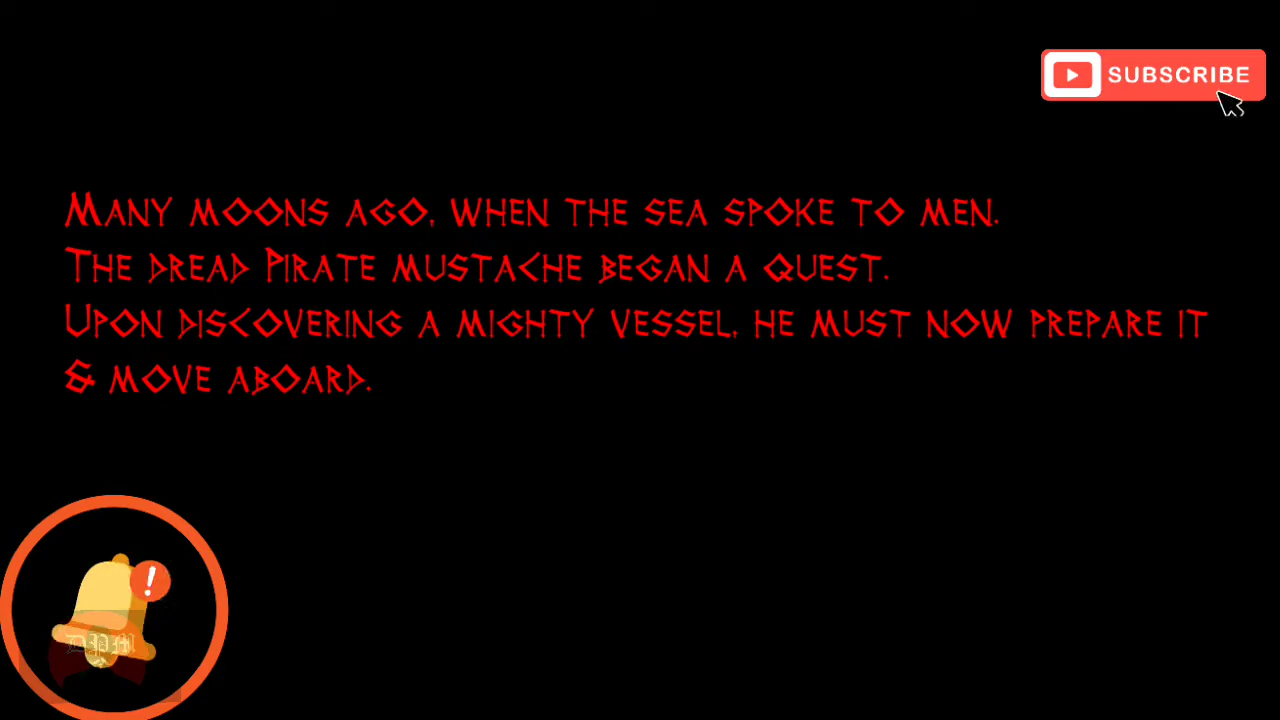 SUBSCRIBE
Many moons ago, when the sea spoke to men.
The dread Pirate mustache began a quest.
Upon discovering a mighty vessel, he must now prepare it
& move aboard.
!
DPM